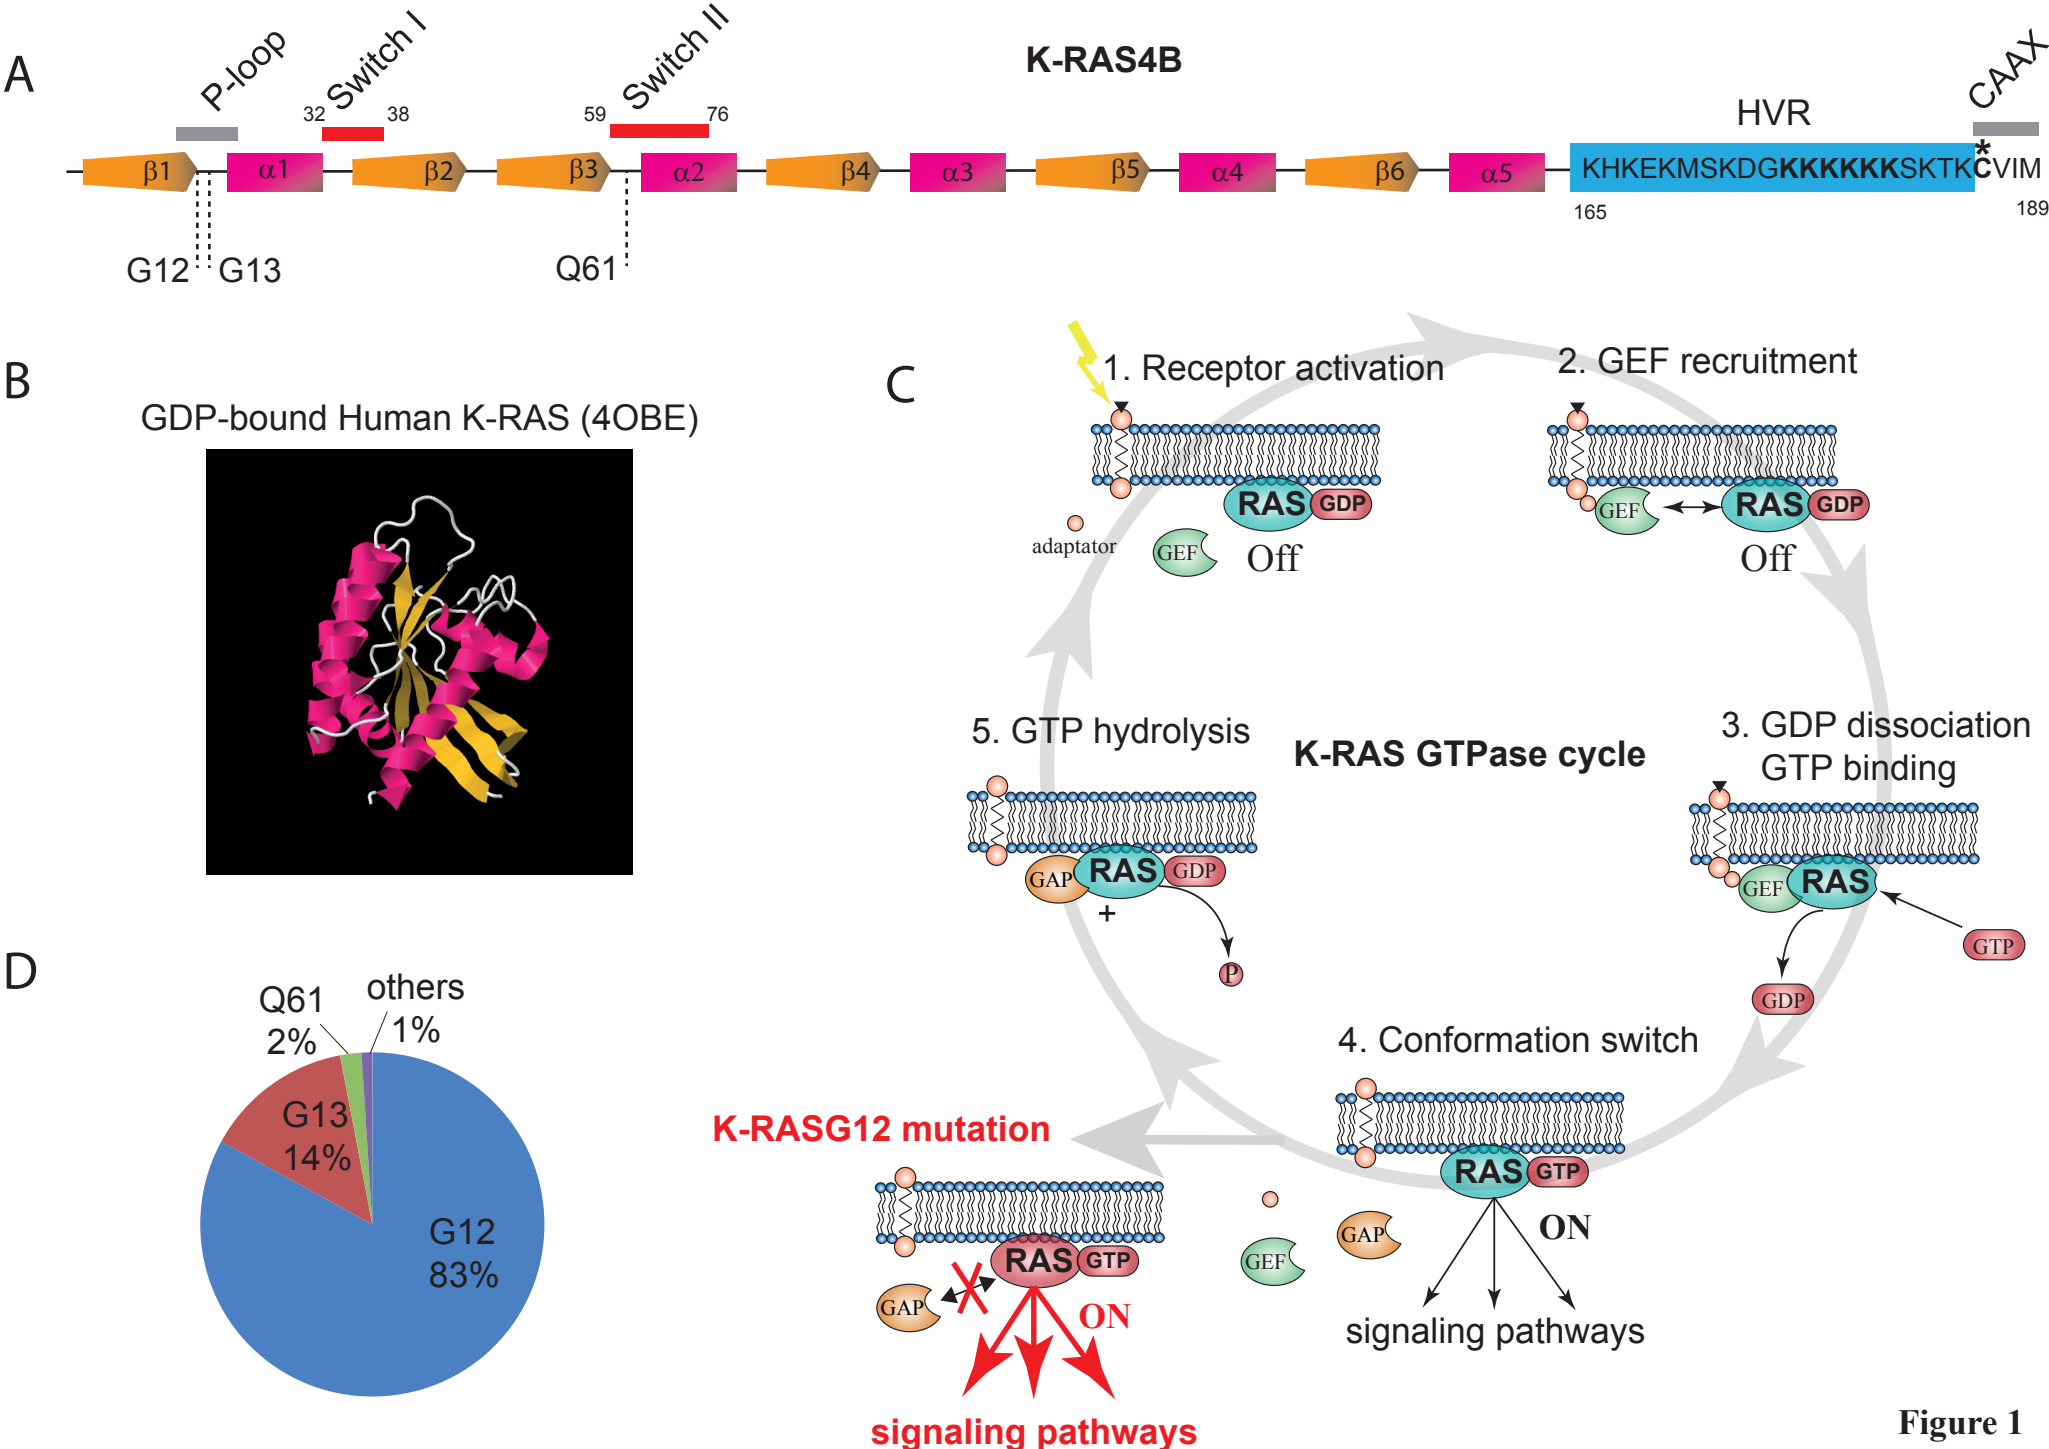 A
P-loop
Switch I
Switch II
K-RAS4B
CAAX
32
38
59
76
HVR
β1
α1
β2
β3
α2
β4
α3
β5
α4
β6
α5
KHKEKMSKDGKKKKKKSKTKCVIM
*
165
189
G12
G13
Q61
B
GDP-bound Human K-RAS (4OBE)
C
1. Receptor activation
RAS
GDP
adaptator
GEF
Off
2. GEF recruitment
GEF
RAS
GDP
Off
K-RAS GTPase cycle
3. GDP dissociation
GTP binding
GEF
RAS
GTP
GDP
4. Conformation switch
RAS
GTP
GAP
GEF
ON
signaling pathways
5. GTP hydrolysis
GAP
RAS
GDP
+
P
K-RASG12 mutation
RAS
GTP
GAP
ON
signaling pathways
D
Q61
2%
others
1%
G13
14%
G12
83%
Figure 1